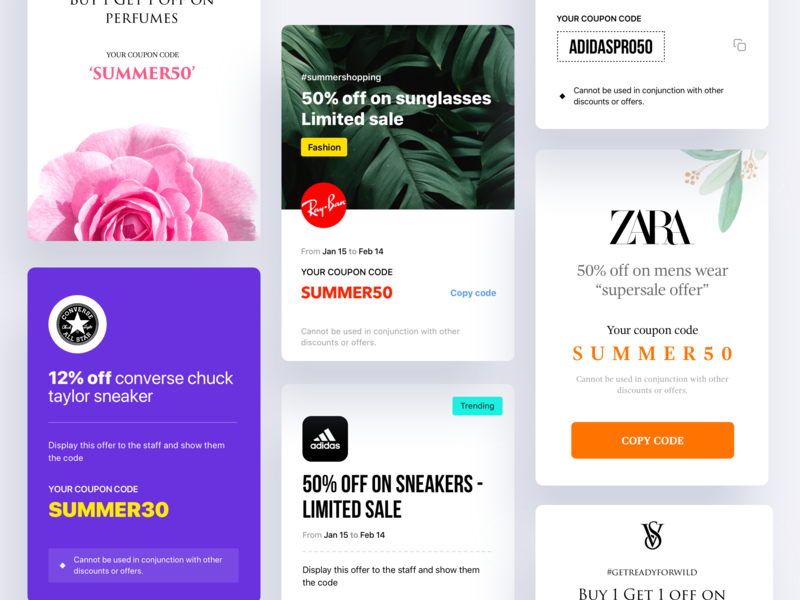 BUY 1 GET 1 OFF ON
PERFUMES
YOUR COUPON CODE
‘SUMMER50’
CONVERSE
ALL STAR
12% off converse chuck
taylor sneaker
Display this offer to the staff and show them
the code
YOUR COUPON CODE
SUMMER30
Cannot be used in conjunction with other
discounts or offers.
#summershopping
50% off on sunglasses
Limited sale
Fashion
Ray-Ban
From Jan 15 to Feb 14
YOUR COUPON CODE
SUMMER50
Copy code
Cannot be used in conjunction with other
discounts or offers.
Trending
adidas
50% OFF ON SNEAKERS -
LIMITED SALE
From Jan 15 to Feb 14
Display this offer to the staff and show them
the code
YOUR COUPON CODE
ADIDASPRO50
Cannot be used in conjunction with other
discounts or offers.
ZARA
50% off on mens wear
“supersale offer”
Your coupon code
SUMMER50
Cannot be used in conjunction with other
discounts or offers.
COPY CODE
VS
#GETREADYFORWILD
BUY 1 GET 1 OFF ON